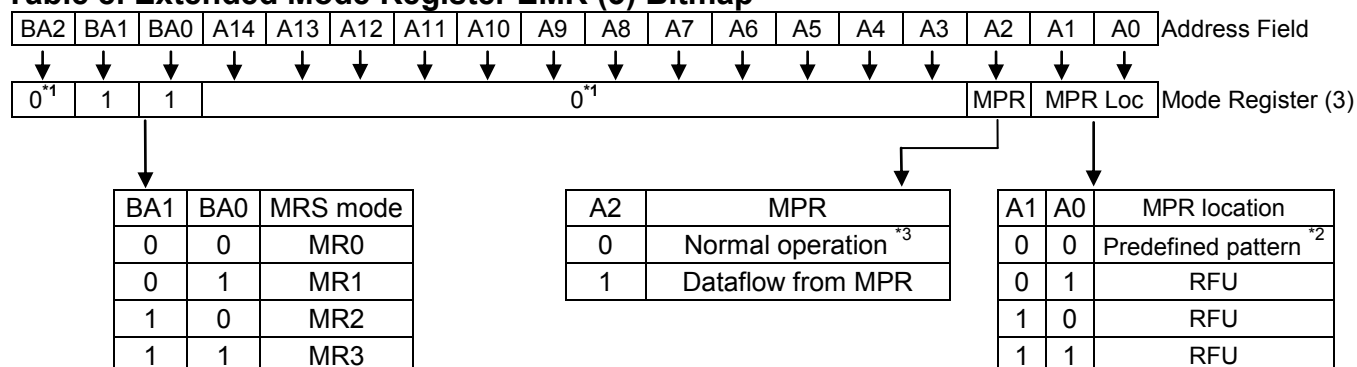 Table 8. Extended Mode Register EMR (3) Bitmap
BA2 BA1 BA0 A14 A13 A12 A11 A10 A9 A8 A7 A6 A5 A4 A3 A2 A1 A0 Address Field
0*1 1 1 0*1 MPR MPR Loc Mode Register (3)
BA1 BA0 MRS mode
0 0 MR0
0 1 MR1
1 0 MR2
1 1 MR3
A2 MPR
0 Normal operation *3
1 Dataflow from MPR
A1 A0 MPR location
0 0 Predefined pattern *2
0 1 RFU
1 0 RFU
1 1 RFU